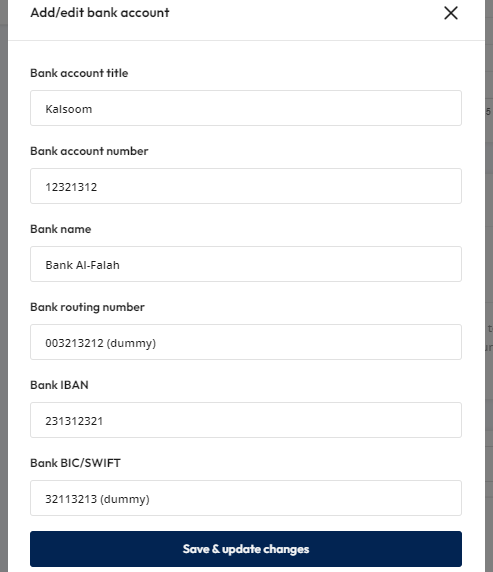 Add/edit bank account
Bank account title
Kalsoom
Bank account number
12321312
Bank name
Bank Al-Falah
Bank routing number
003213212 (dummy)
Bank IBAN
231312321
Bank BIC/SWIFT
32113213 (dummy)
Save & update changes